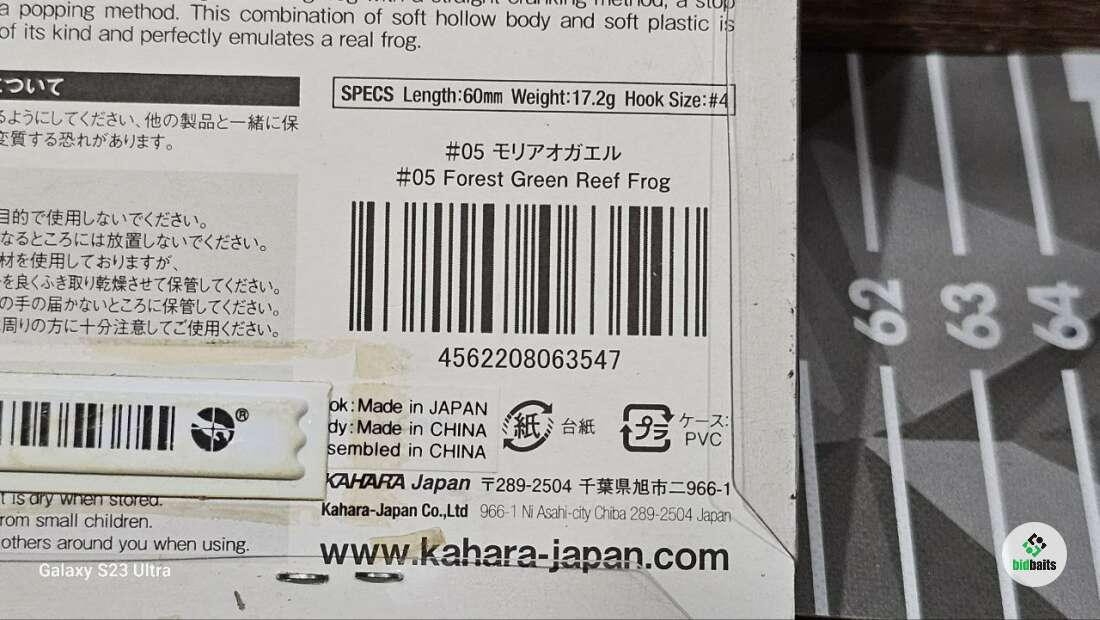 a popping method. This combination of soft hollow body and soft plastic is
of its kind and perfectly emulates a real frog.
について
SPECS Length:60mm Weight:17.2g Hook Size:#4
るようにしてください、他の製品と一緒に保
変質する恐れがあります。
#05 モリアオガエル
#05 Forest Green Reef Frog
目的で使用しないでください。
なるところには放置しないでください。
材を使用しておりますが、
を良くふき取り乾燥させて保管してください。
の手の届かないところに保管してください。
周りの方に十分注意してご使用ください。
4562208063547
®
ok: Made in JAPAN
dy: Made in CHINA
sembled in CHINA
紙 台紙
プラ ケース:
PVC
KAHARA Japan 〒289-2504 千葉県旭市二966-1
Kahara-Japan Co.,Ltd 966-1 Ni Asahi-city Chiba 289-2504 Japan
t is dry when stored.
rom small children.
others around you when using.
www.kahara-japan.com
62
63
64
Galaxy S23 Ultra
bidbaits